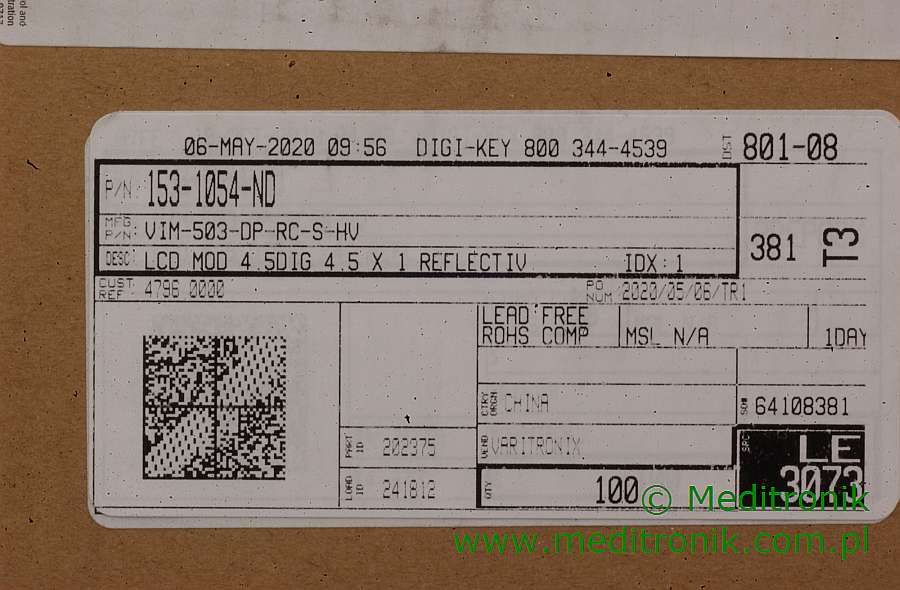 ol and
tration
06-MAY-2020 09:56 DIGI-KEY 800 344-4539
DST 801-08
P/N: 153-1054-ND
MFG P/N: VIM-503-DP-RC-S-HV
381 T3
DESC: LCD MOD 4.5DIG 4.5 X 1 REFLECTIV IDX: 1
CUST REF: 4796 0000 PO NUM 2020/05/06/TR1
LEAD FREE
ROHS COMP
MSL N/A
1DAY
CTRY ORGN CHINA
SO# 64108381
PART ID 202375
VEND VARITRONIX
SRC LE
3073
LOAD ID 241812
QTY 100
© Meditronik
www.meditronik.com.pl